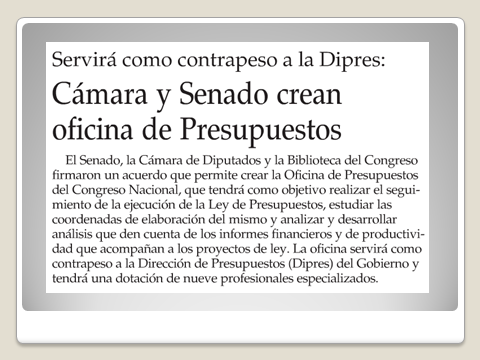 Servirá como contrapeso a la Dipres:
Cámara y Senado crean
oficina de Presupuestos
El Senado, la Cámara de Diputados y la Biblioteca del Congreso
firmaron un acuerdo que permite crear la Oficina de Presupuestos
del Congreso Nacional, que tendrá como objetivo realizar el segui-
miento de la ejecución de la Ley de Presupuestos, estudiar las
coordenadas de elaboración del mismo y analizar y desarrollar
análisis que den cuenta de los informes financieros y de productivi-
dad que acompañan a los proyectos de ley. La oficina servirá como
contrapeso a la Dirección de Presupuestos (Dipres) del Gobierno y
tendrá una dotación de nueve profesionales especializados.